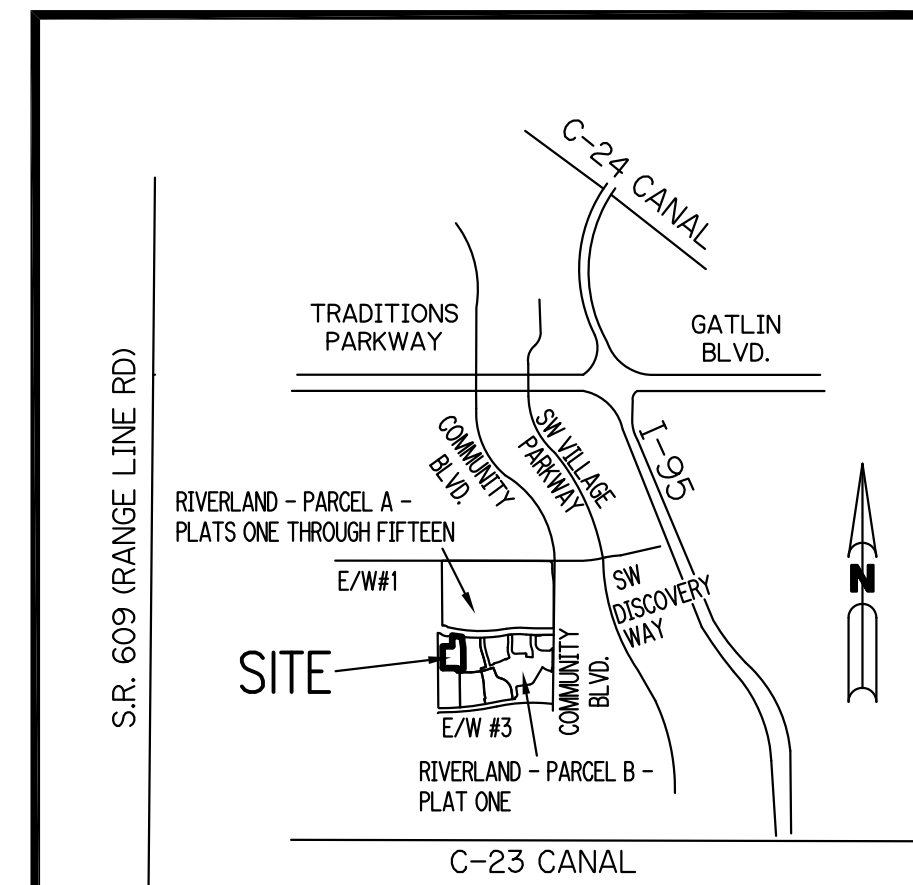 C-24 CANAL
TRADITIONS
PARKWAY
GATLIN
BLVD.
S.R. 609 (RANGE LINE RD)
COMMUNITY
BLVD.
SW VILLAGE
PARKWAY
I-95
RIVERLAND - PARCEL A -
PLATS ONE THROUGH FIFTEEN
E/W#1
SW
DISCOVERY
WAY
N
SITE
COMMUNITY
BLVD.
E/W #3
RIVERLAND - PARCEL B -
PLAT ONE
C-23 CANAL